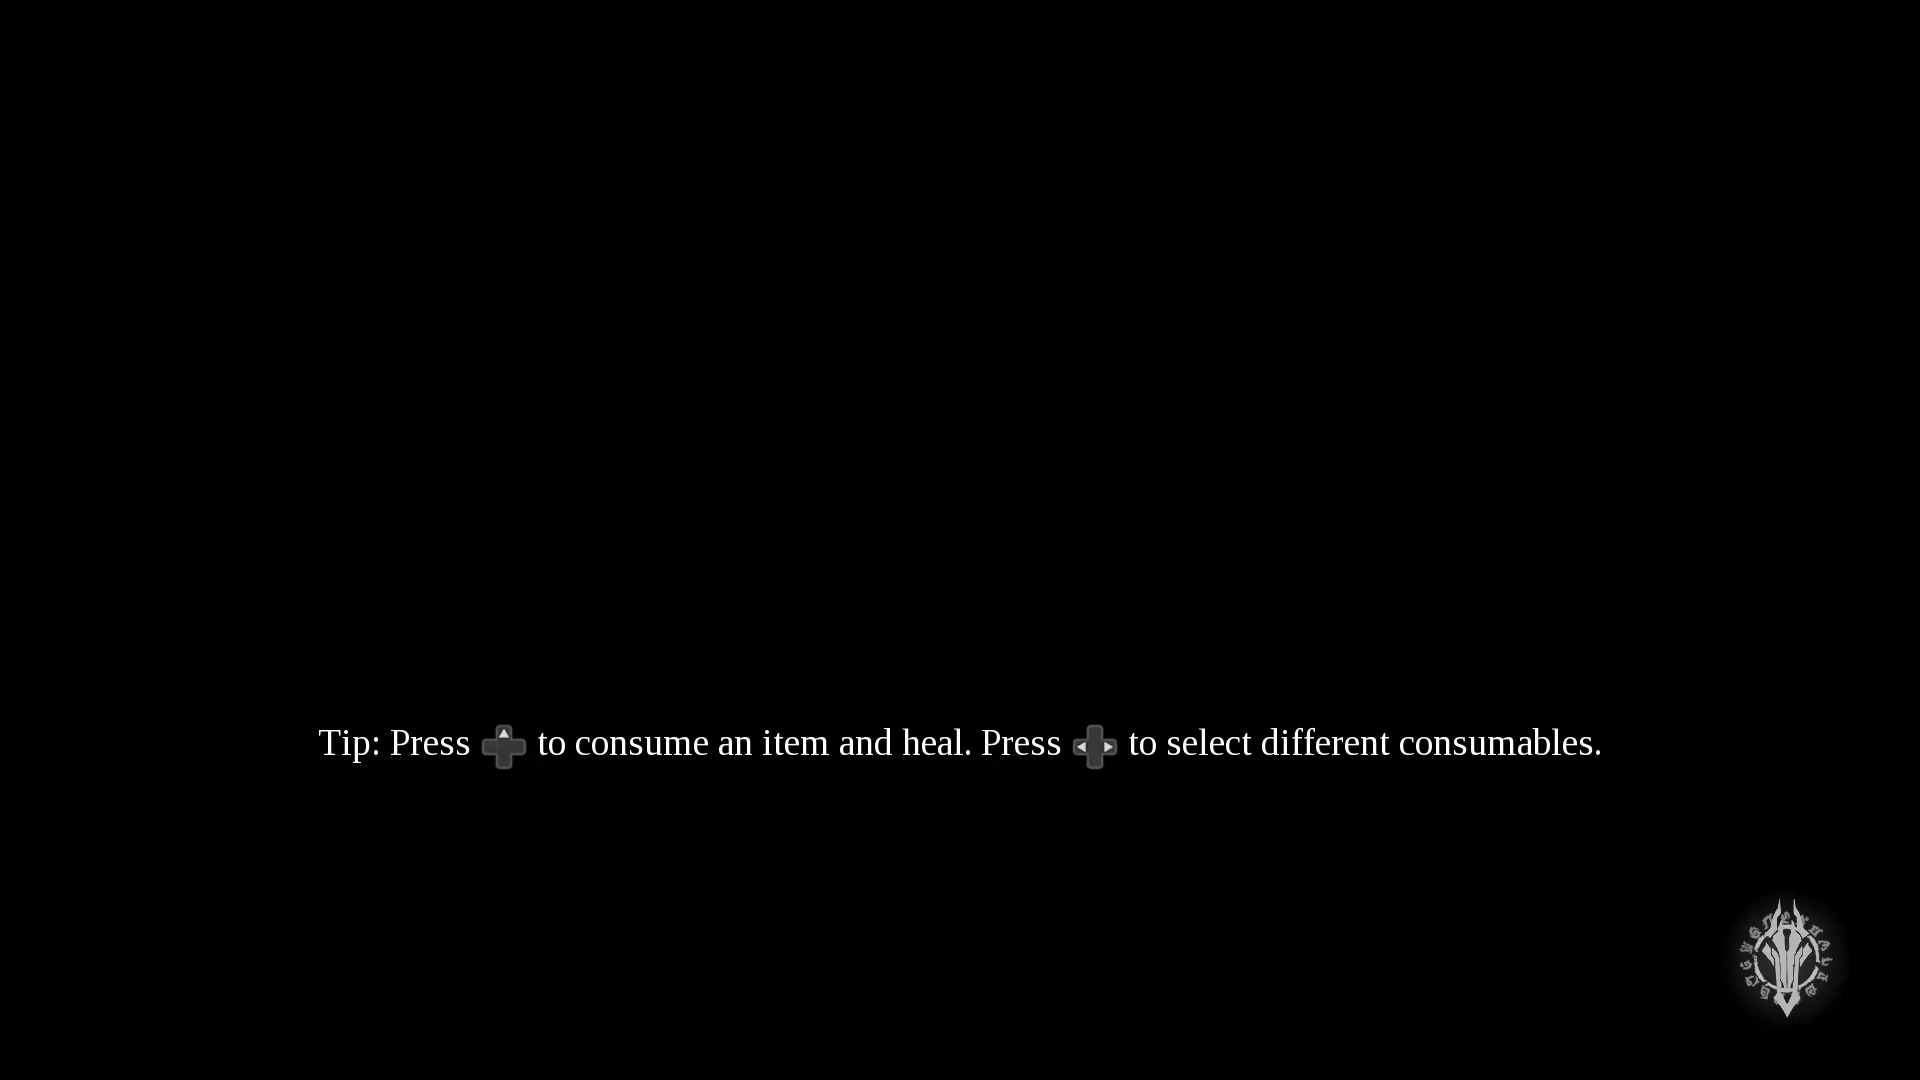 Tip: Press to consume an item and heal. Press to select different consumables.